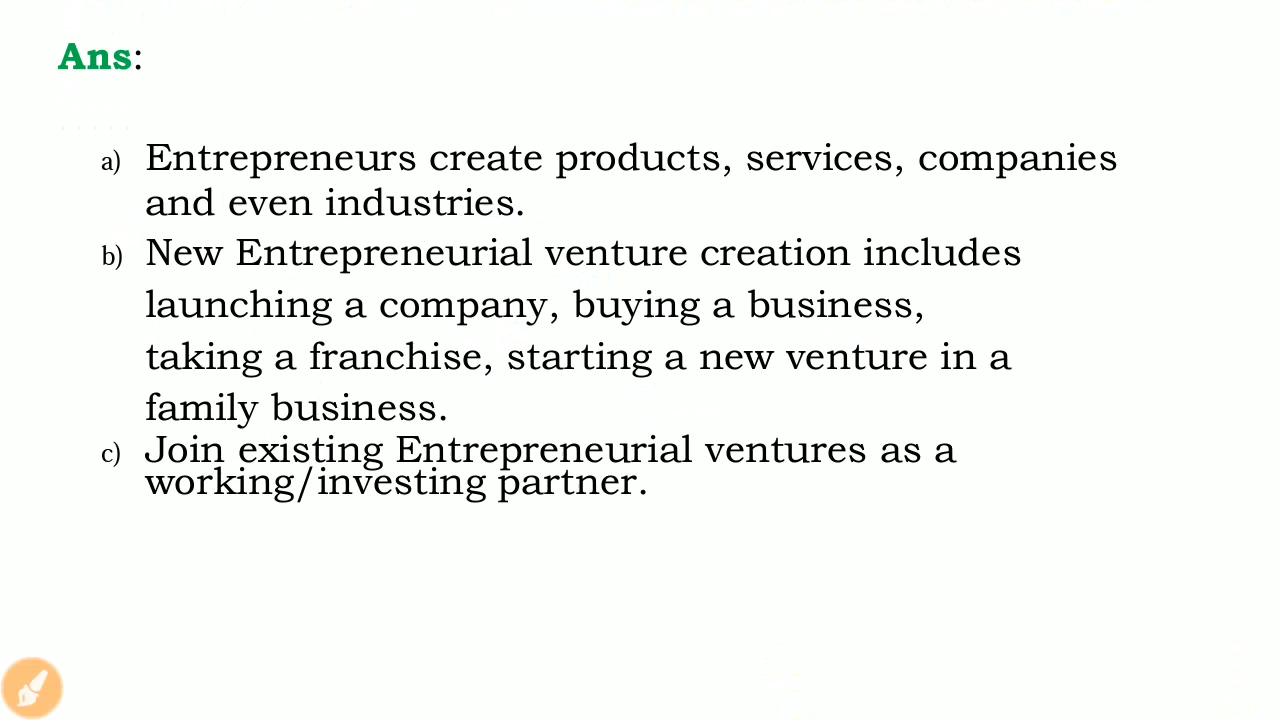 Ans:
a) Entrepreneurs create products, services, companies
and even industries.
b) New Entrepreneurial venture creation includes
launching a company, buying a business,
taking a franchise, starting a new venture in a
family business.
c) Join existing Entrepreneurial ventures as a
working/investing partner.